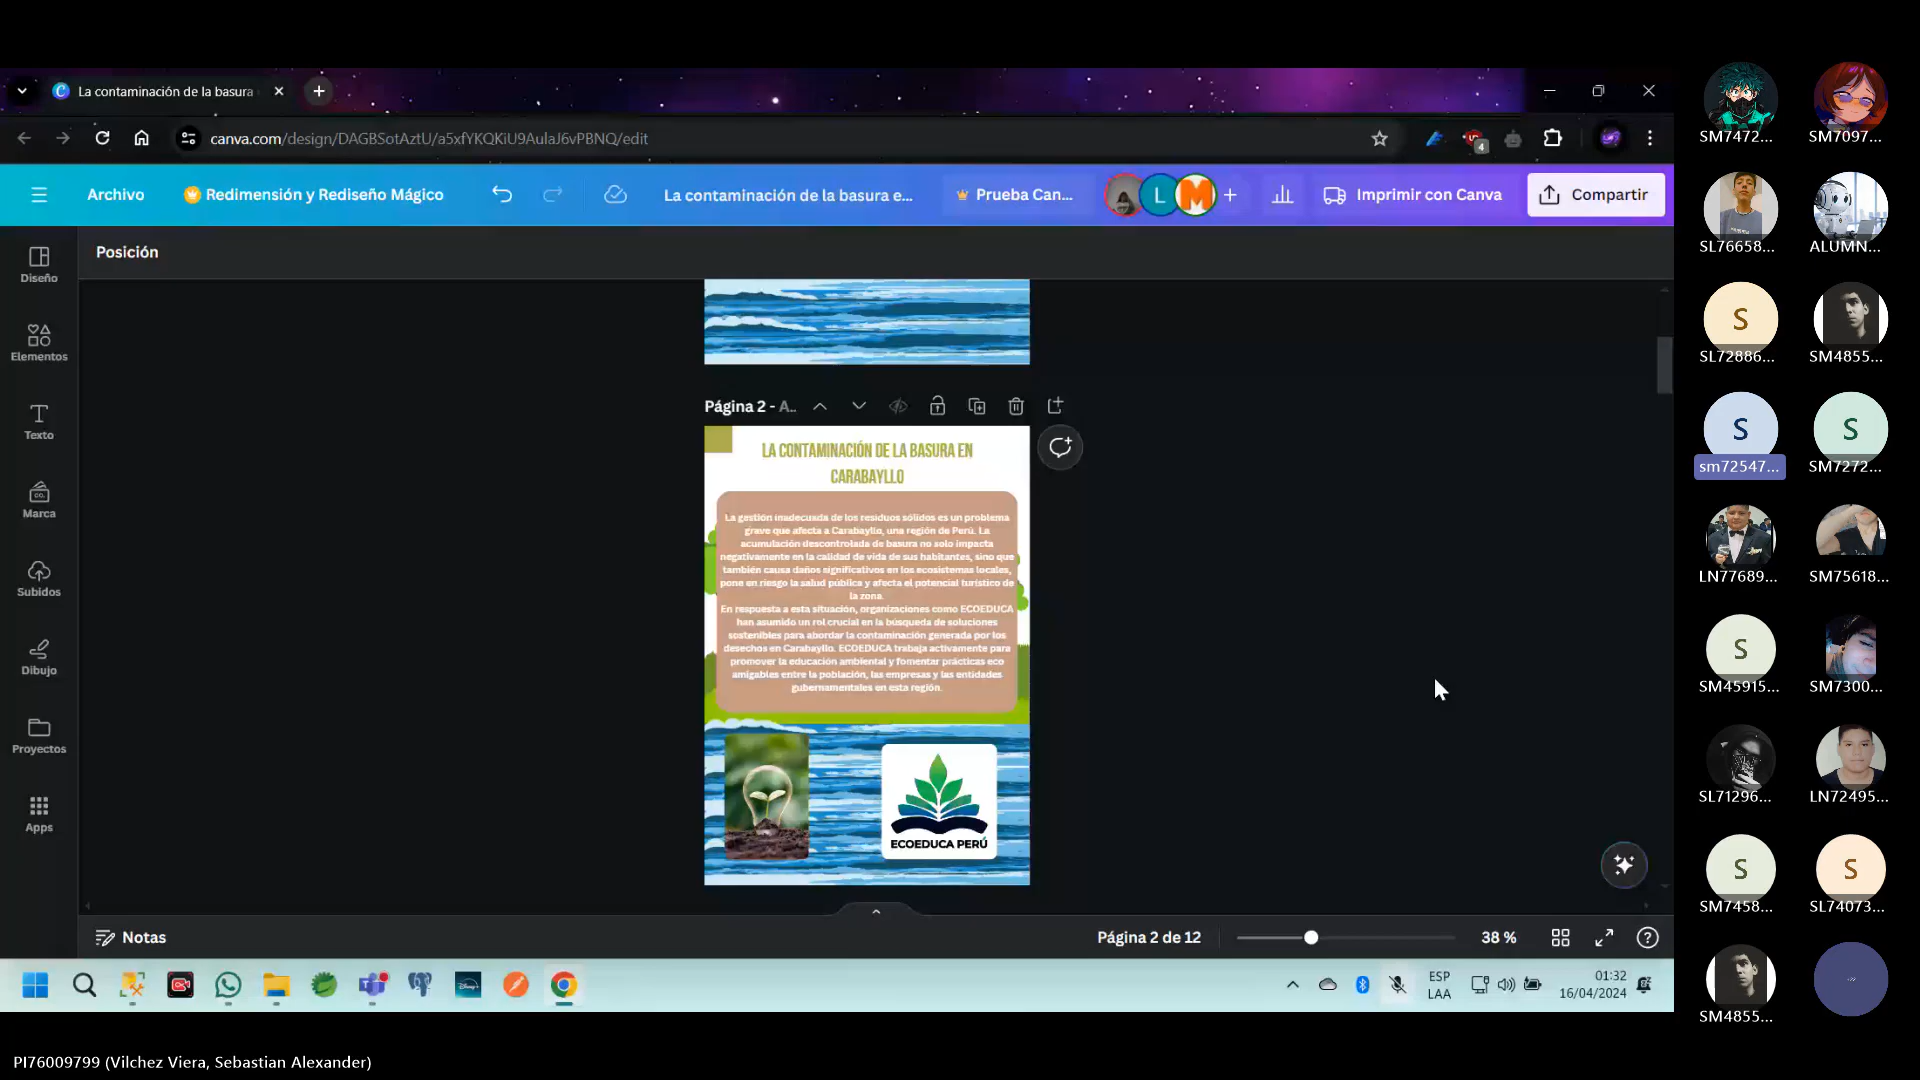 La contaminación de la basura
canva.com/design/DAGBSotAztU/a5xfYKQKiU9AulaJ6vPBNQ/edit
4
Archivo
Redimensión y Rediseño Mágico
La contaminación de la basura e...
Prueba Can...
L
M
Imprimir con Canva
Compartir
Posición
Diseño
Elementos
Texto
CO.
Marca
Subidos
Dibujo
Proyectos
Apps
Página 2 - A..
LA CONTAMINACIÓN DE LA BASURA EN
CARABAYLLO
La gestión inadecuada de los residuos sólidos es un problema
grave que afecta a Carabayllo, una región de Perú. La
acumulación descontrolada de basura no solo impacta
negativamente en la calidad de vida de sus habitantes, sino que
también causa daños significativos en los ecosistemas locales,
pone en riesgo la salud pública y afecta el potencial turístico de
la zona.
En respuesta a esta situación, organizaciones como ECOEDUCA
han asumido un rol crucial en la búsqueda de soluciones
sostenibles para abordar la contaminación generada por los
desechos en Carabayllo. ECOEDUCA trabaja activamente para
promover la educación ambiental y fomentar prácticas eco
amigables entre la población, las empresas y las entidades
gubernamentales en esta región.
ECOEDUCA PERÚ
Notas
Página 2 de 12
38 %
Disney+
ESP
LAA
01:32
16/04/2024
SM7472...
SM7097...
SL76658...
ALUMN...
S
SL72886...
SM4855...
S
sm72547...
S
SM7272...
LN77689...
SM75618...
S
SM45915...
SM7300...
SL71296...
LN72495...
S
SM7458...
S
SL74073...
SM4855...
PI76009799 (Vilchez Viera, Sebastian Alexander)